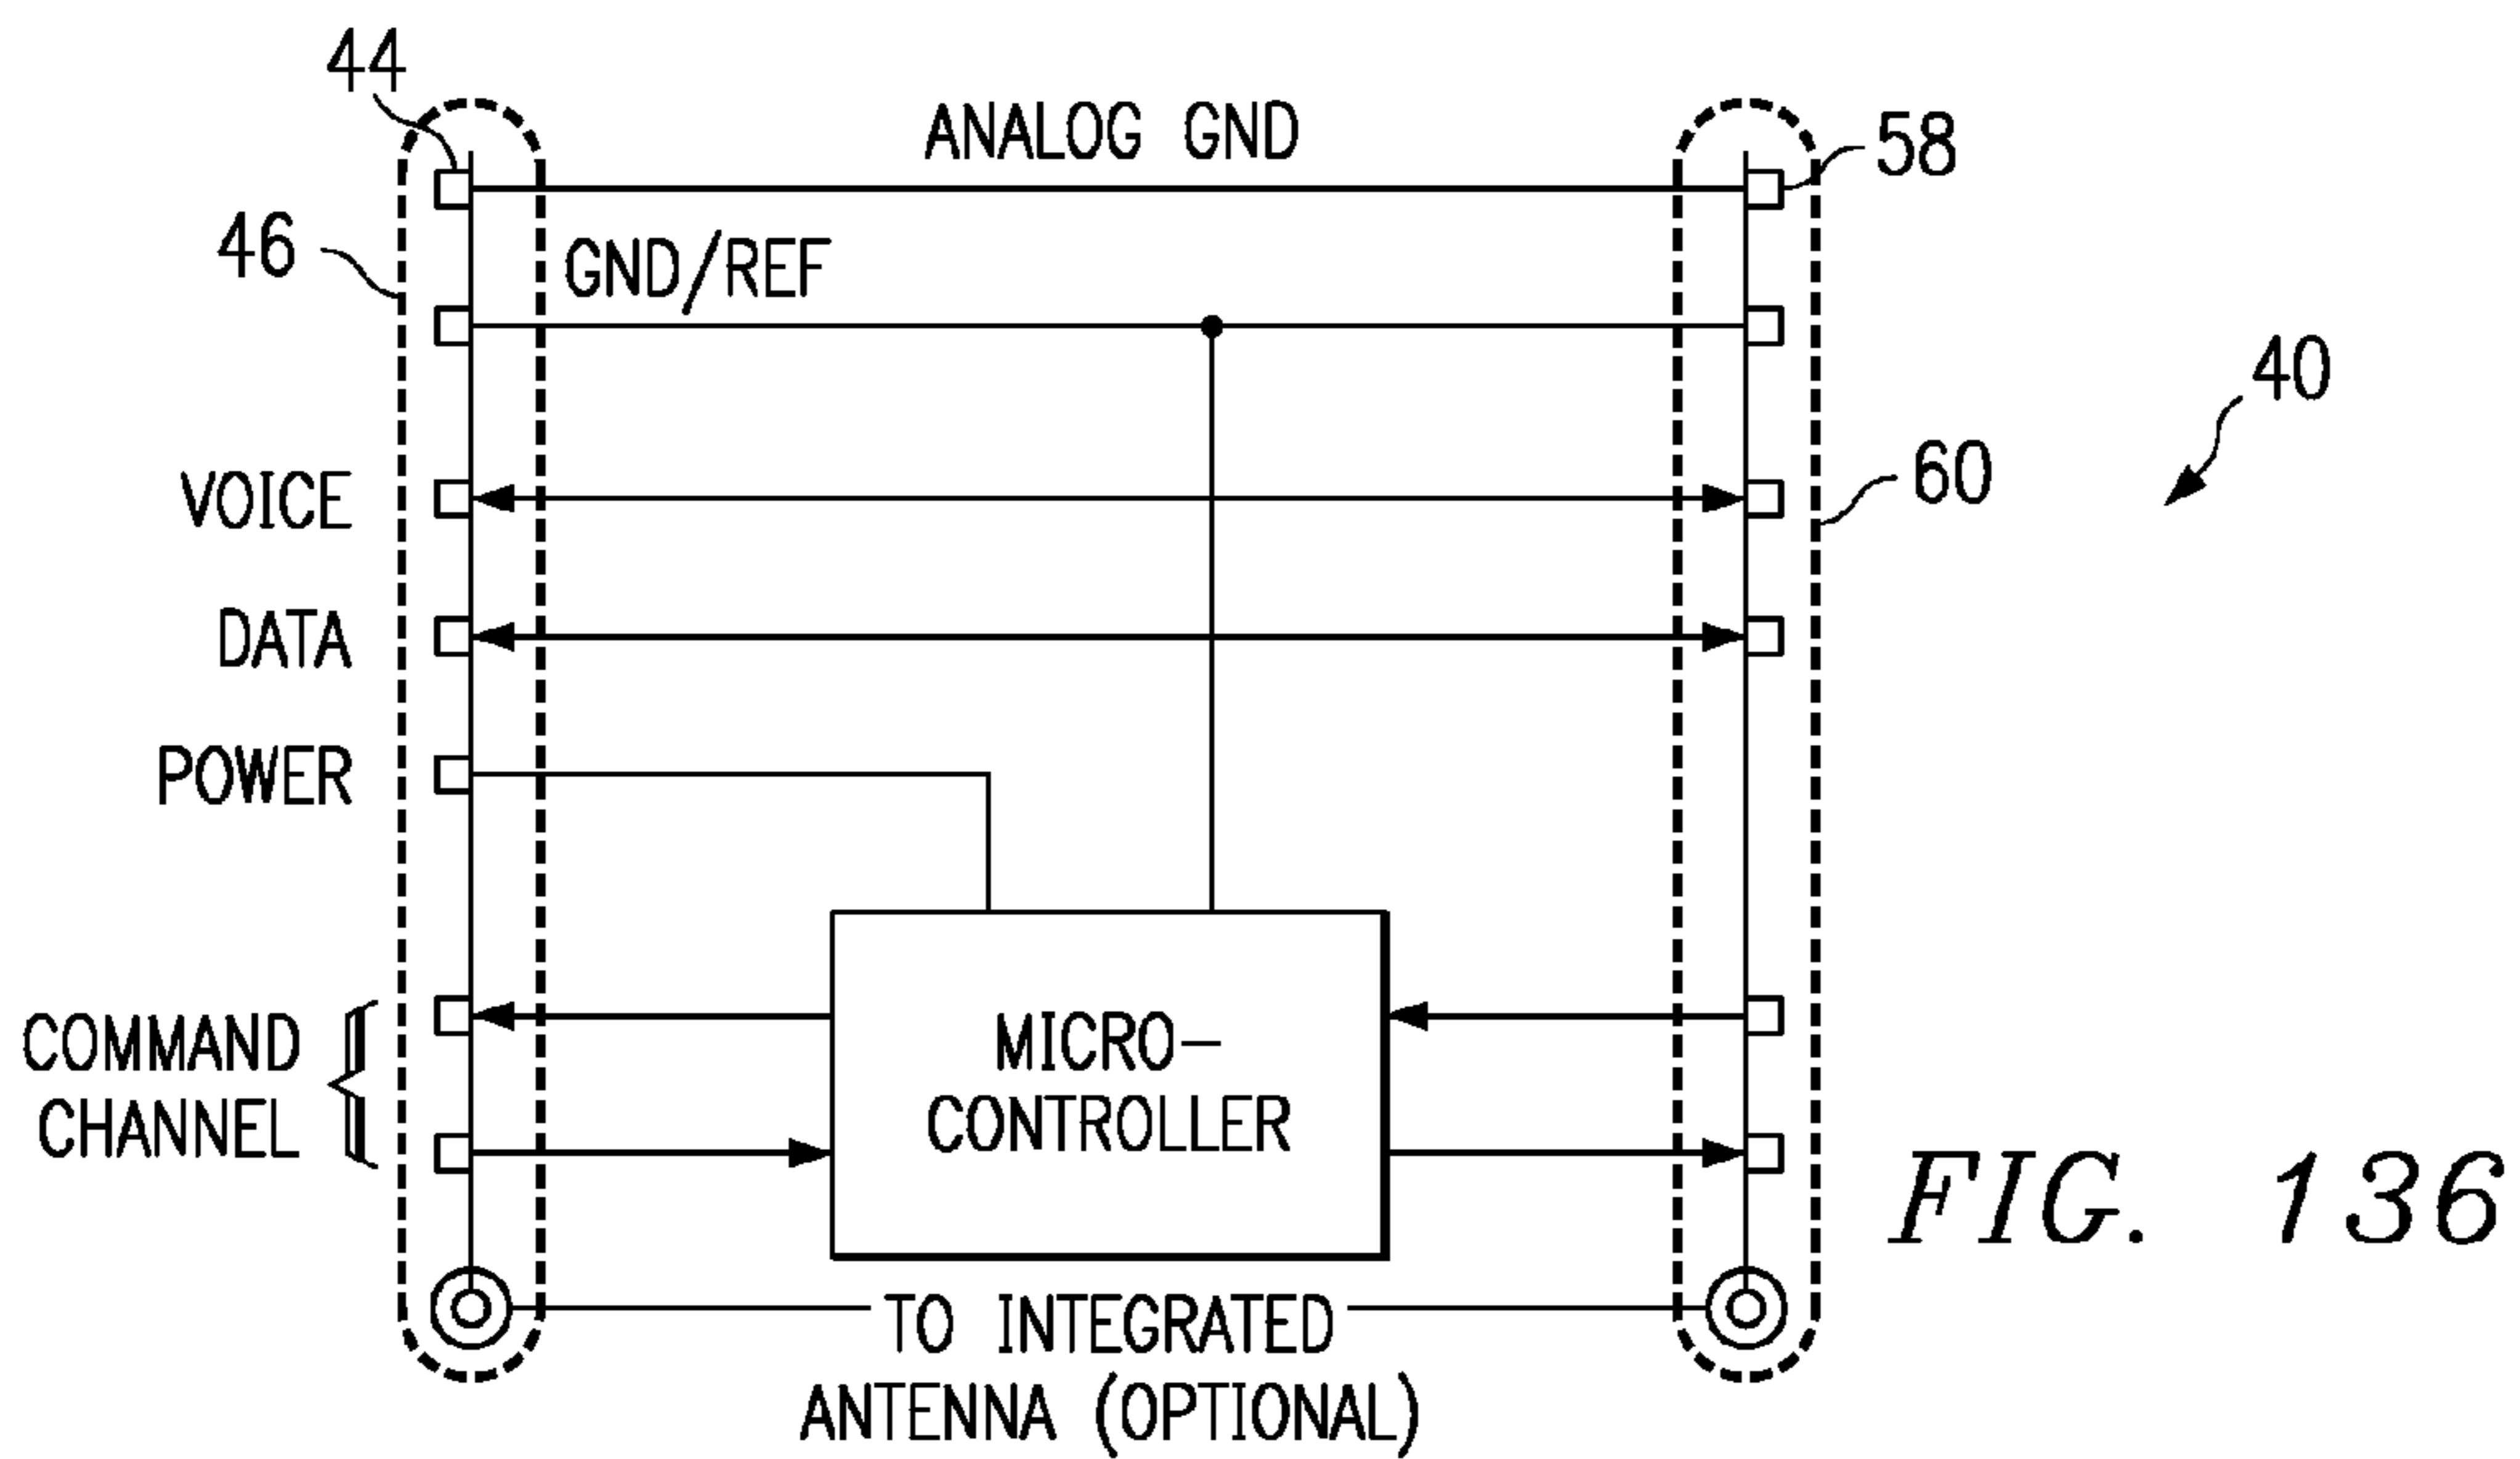 44
ANALOG GND
58
46
GND/REF
40
60
VOICE
DATA
POWER
COMMAND
CHANNEL
MICRO-
CONTROLLER
FIG. 136
TO INTEGRATED
ANTENNA (OPTIONAL)